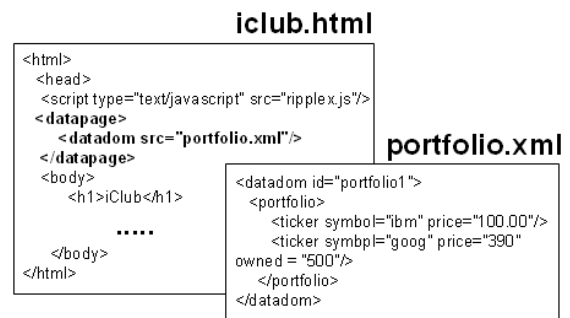 iclub.html
<html>
<head>
<script type="text/javascript" src="ripplex.js"/>
<datapage>
<datadom src="portfolio.xml"/>
</datapage>
<body>
<h1>iClub</h1>
.....
</body>
</html>
portfolio.xml
<datadom id="portfolio1">
<portfolio>
<ticker symbol="ibm" price="100.00"/>
<ticker symbpl="goog" price="390"
owned = "500"/>
</portfolio>
</datadom>